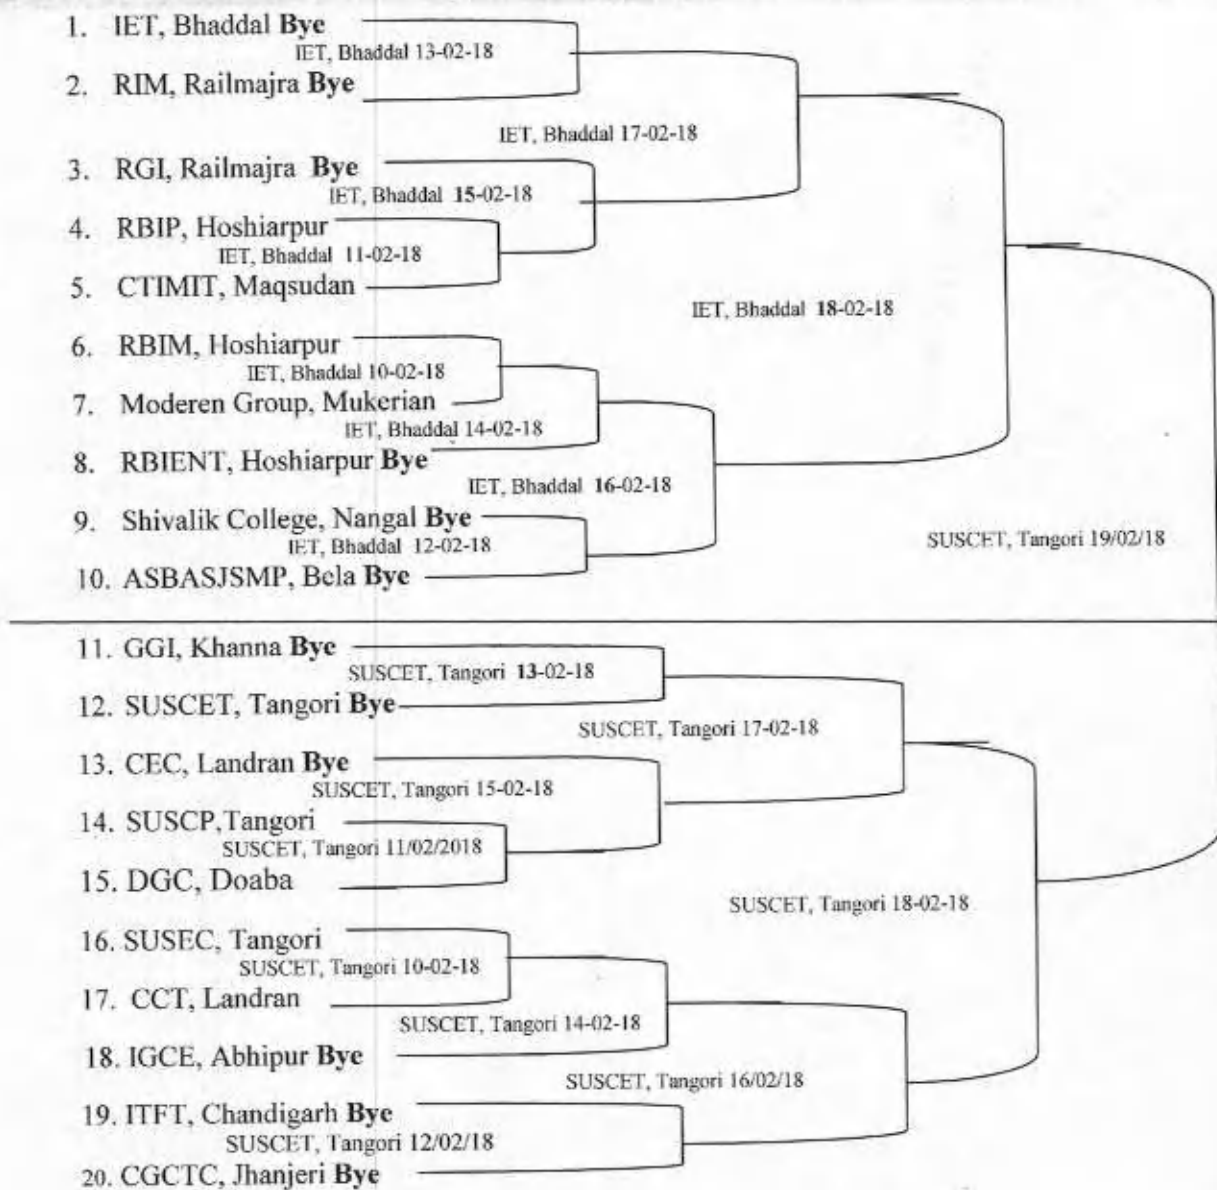 1. IET, Bhaddal Bye
IET, Bhaddal 13-02-18
2. RIM, Railmajra Bye
IET, Bhaddal 17-02-18
3. RGI, Railmajra Bye
IET, Bhaddal 15-02-18
4. RBIP, Hoshiarpur
IET, Bhaddal 11-02-18
5. CTIMIT, Maqsudan
IET, Bhaddal 18-02-18
6. RBIM, Hoshiarpur
IET, Bhaddal 10-02-18
7. Moderen Group, Mukerian
IET, Bhaddal 14-02-18
8. RBIENT, Hoshiarpur Bye
IET, Bhaddal 16-02-18
9. Shivalik College, Nangal Bye
IET, Bhaddal 12-02-18
SUSCET, Tangori 19/02/18
10. ASBASJSMP, Bela Bye
11. GGI, Khanna Bye
SUSCET, Tangori 13-02-18
12. SUSCET, Tangori Bye
SUSCET, Tangori 17-02-18
13. CEC, Landran Bye
SUSCET, Tangori 15-02-18
14. SUSCP,Tangori
SUSCET, Tangori 11/02/2018
15. DGC, Doaba
SUSCET, Tangori 18-02-18
16. SUSEC, Tangori
SUSCET, Tangori 10-02-18
17. CCT, Landran
SUSCET, Tangori 14-02-18
18. IGCE, Abhipur Bye
SUSCET, Tangori 16/02/18
19. ITFT, Chandigarh Bye
SUSCET, Tangori 12/02/18
20. CGCTC, Jhanjeri Bye